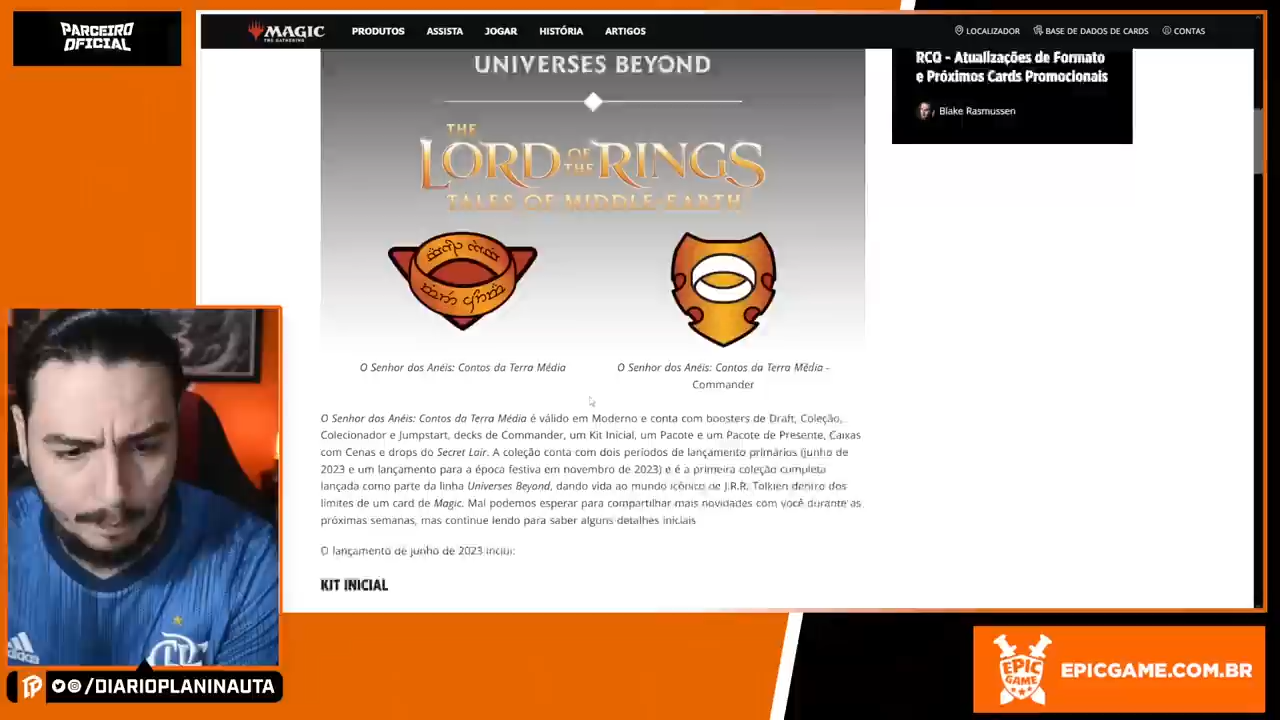 PARCEIRO
OFICIAL
MAGIC
THE GATHERING
PRODUTOS ASSISTA JOGAR HISTÓRIA ARTIGOS
LOCALIZADOR BASE DE DADOS DE CARDS CONTAS
RCQ - Atualizações de Formato
e Próximos Cards Promocionais
Blake Rasmussen
UNIVERSES BEYOND
THE
LORD OF THE RINGS
TALES OF MIDDLE-EARTH
O Senhor dos Anéis: Contos da Terra Média
O Senhor dos Anéis: Contos da Terra Média -
Commander
O Senhor dos Anéis: Contos da Terra Média é válido em Moderno e conta com boosters de Draft, Coleção,
Colecionador e Jumpstart, decks de Commander, um Kit Inicial, um Pacote e um Pacote de Presente, Caixas
com Cenas e drops do Secret Lair. A coleção conta com dois períodos de lançamento primários (junho de
2023 e um lançamento para a época festiva em novembro de 2023) e é a primeira coleção completa
lançada como parte da linha Universes Beyond, dando vida ao mundo icônico de J.R.R. Tolkien dentro dos
limites de um card de Magic. Mal podemos esperar para compartilhar mais novidades com você durante as
próximas semanas, mas continue lendo para saber alguns detalhes iniciais
O lançamento de junho de 2023 inclui:
KIT INICIAL
adidas
/DIARIOPLANINAUTA
EPIC
GAME
EPICGAME.COM.BR